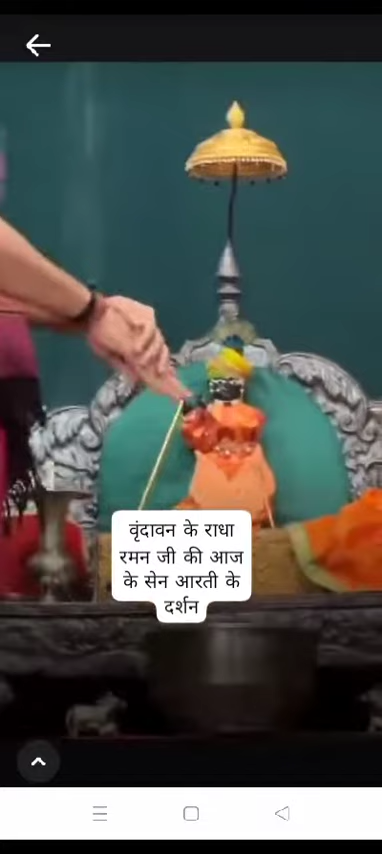 वृंदावन के राधा
रमन जी की आज
के सेन आरती के
दर्शन